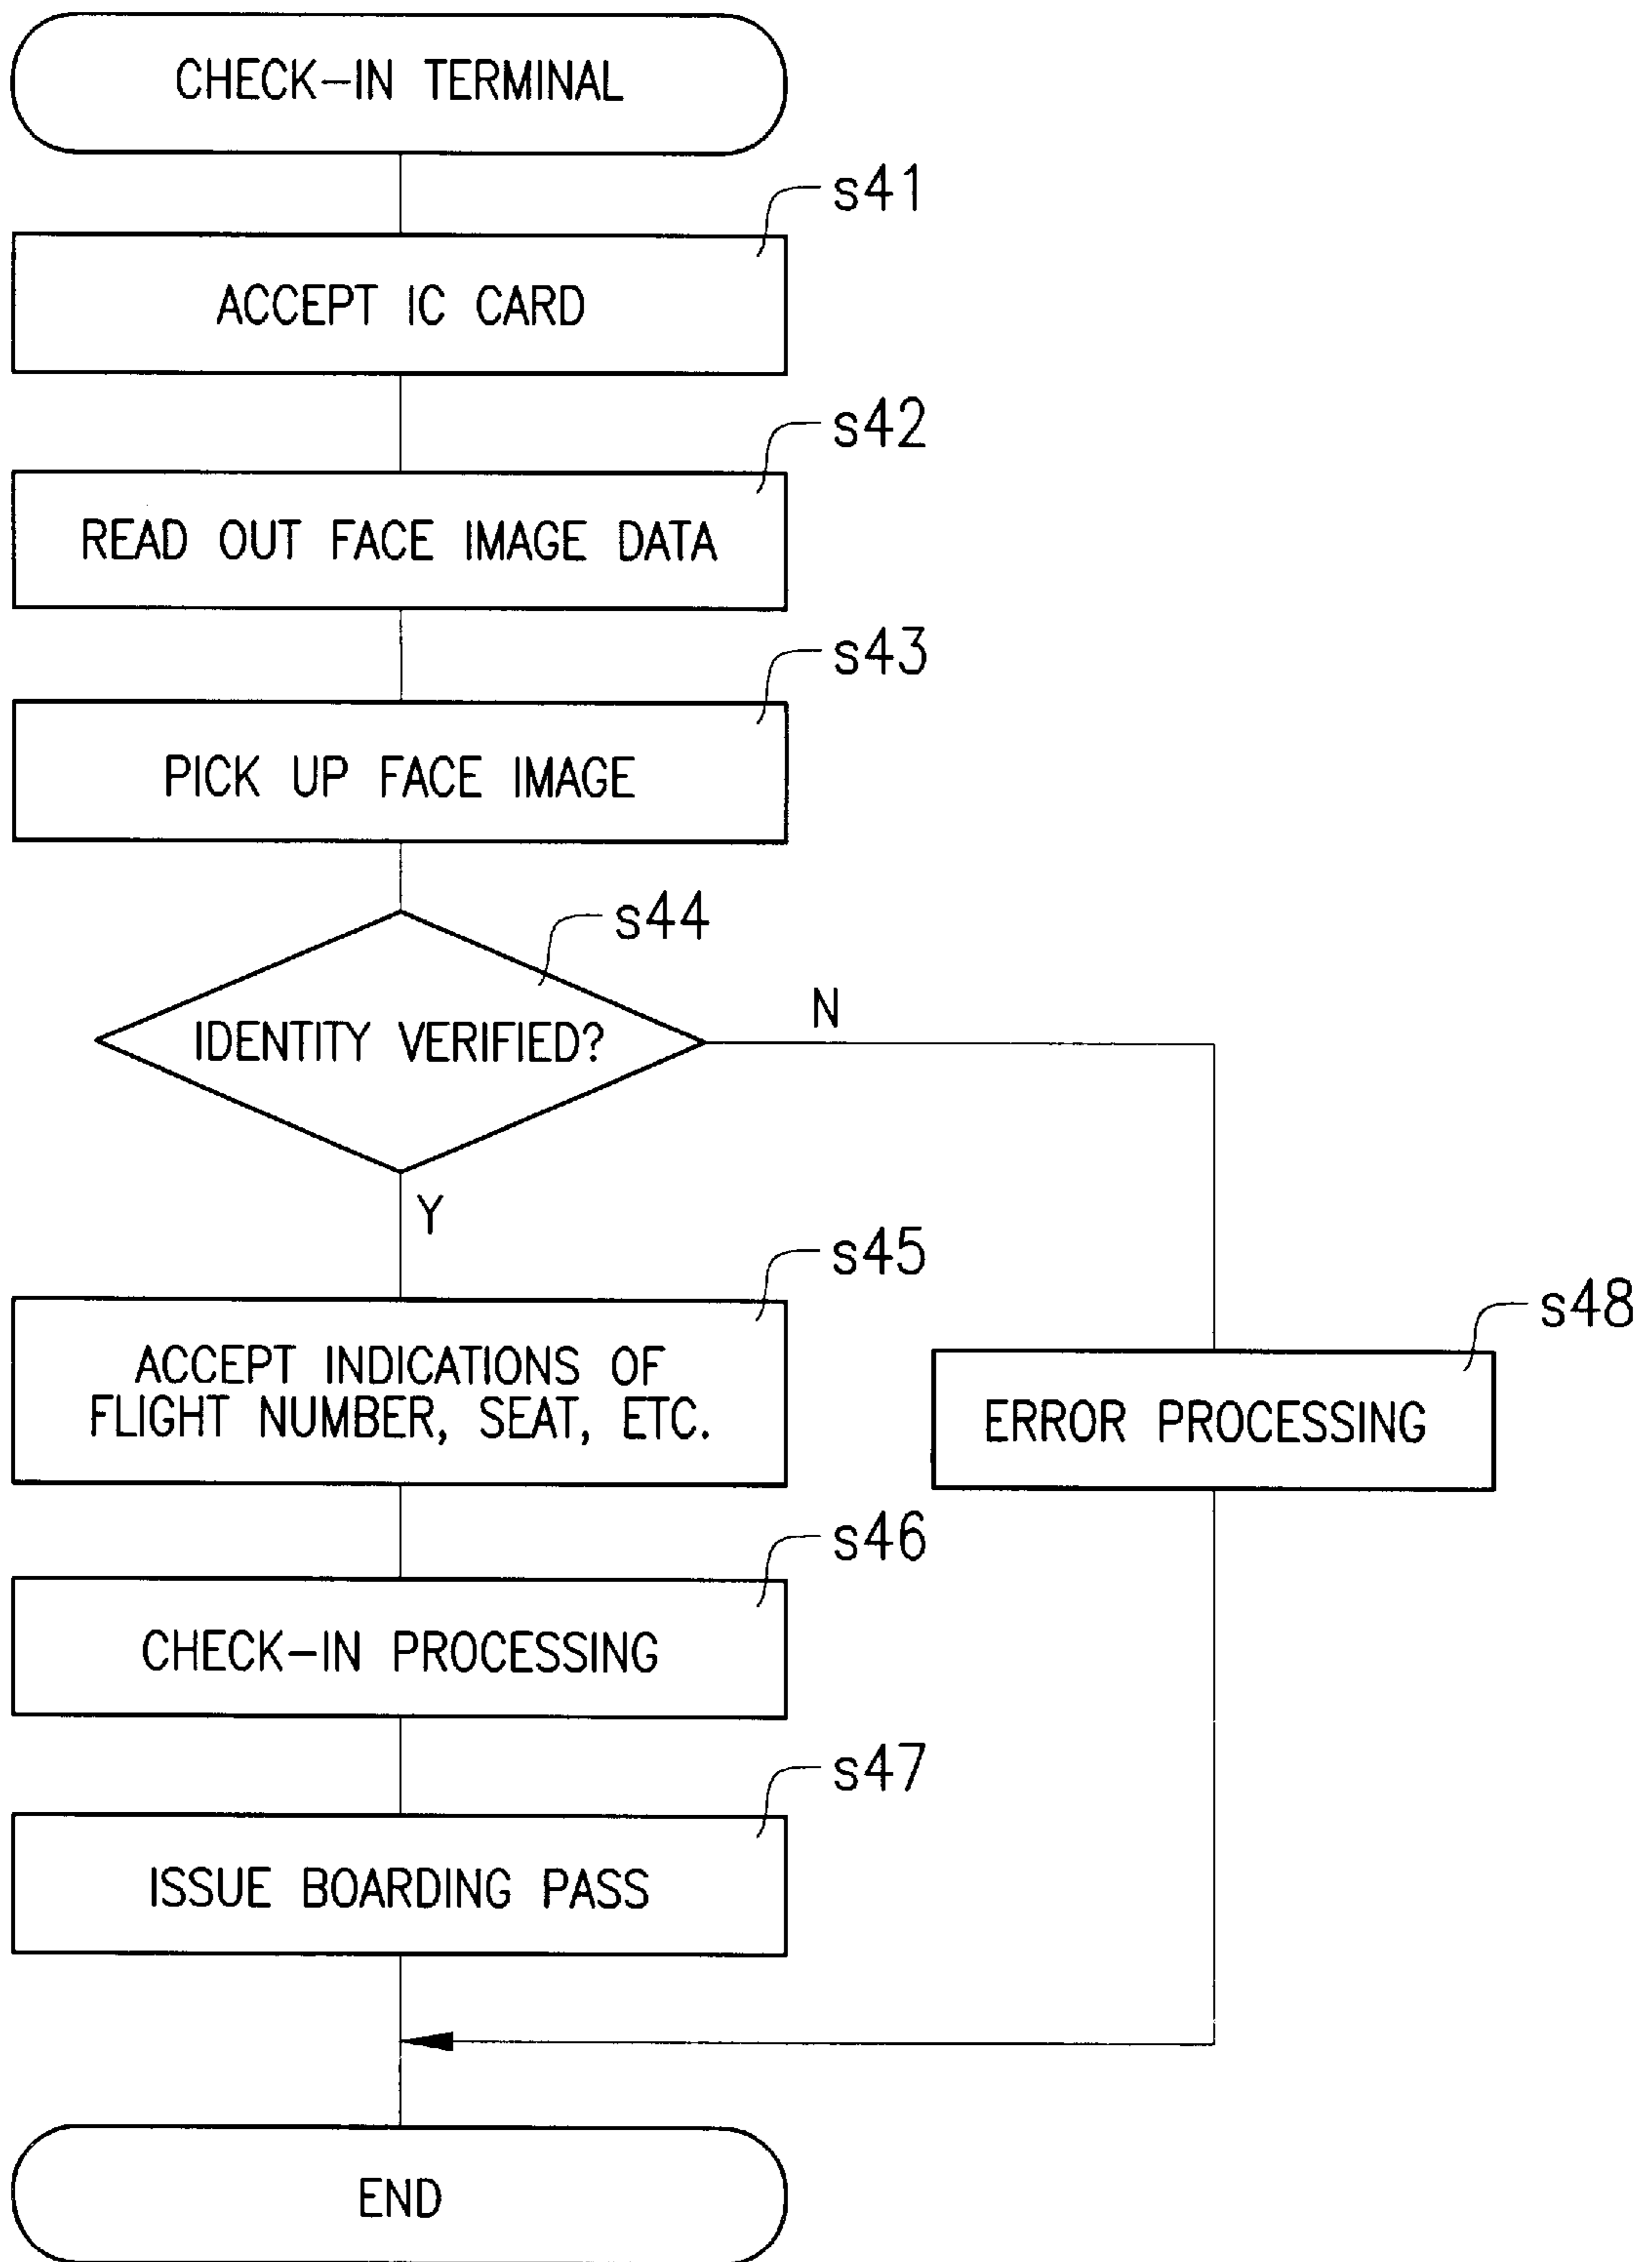 CHECK-IN TERMINAL
s41
ACCEPT IC CARD
s42
READ OUT FACE IMAGE DATA
s43
PICK UP FACE IMAGE
s44
IDENTITY VERIFIED?
N
Y
s45
ACCEPT INDICATIONS OF
FLIGHT NUMBER, SEAT, ETC.
s48
ERROR PROCESSING
s46
CHECK-IN PROCESSING
s47
ISSUE BOARDING PASS
END